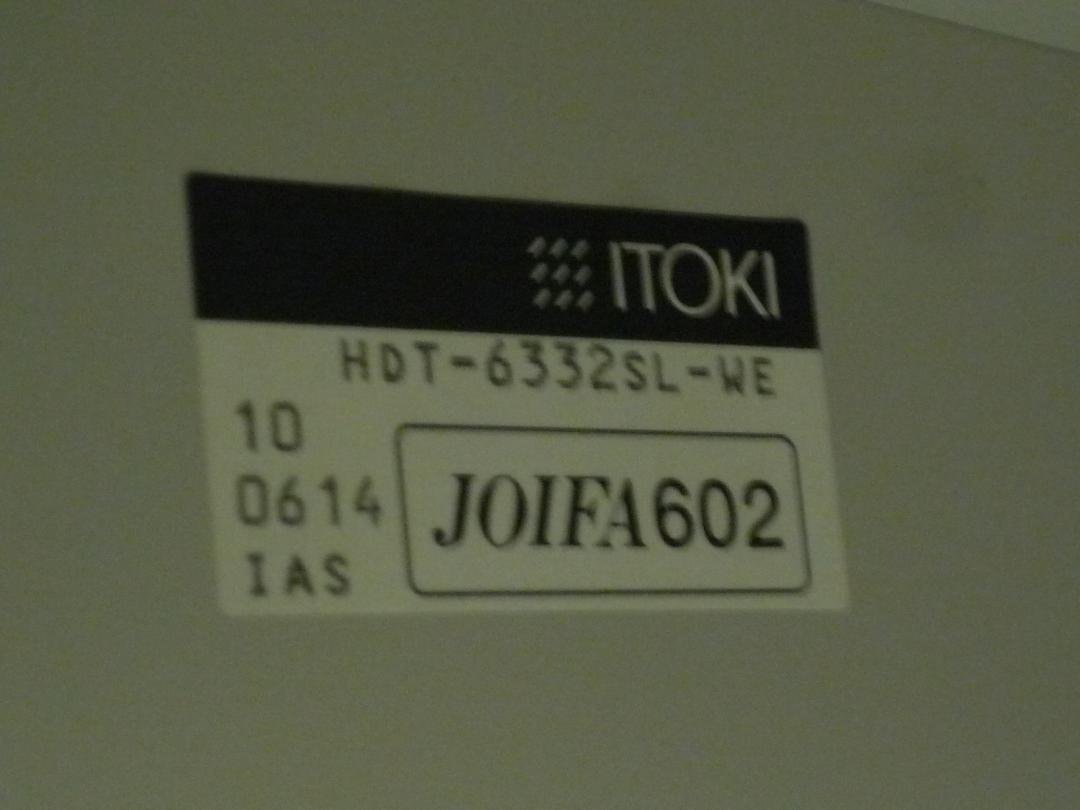 ITOKI
HDT-6332SL-WE
10
0614
IAS
JOIFA602